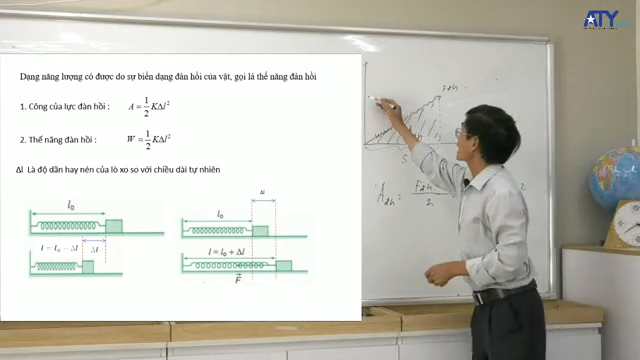 ATY
Dạng năng lượng có được do sự biến dạng đàn hồi của vật, gọi là thế năng đàn hồi
1. Công của lực đàn hồi : A = 1/2 KΔl²
2. Thế năng đàn hồi : W = 1/2 KΔl²
Δl Là độ dãn hay nén của lò xo so với chiều dài tự nhiên
l₀
l = l₀ − Δl
Δl
l₀
l = l₀ + Δl
F
Fđh
S
Ađh = Fđh / 2
2